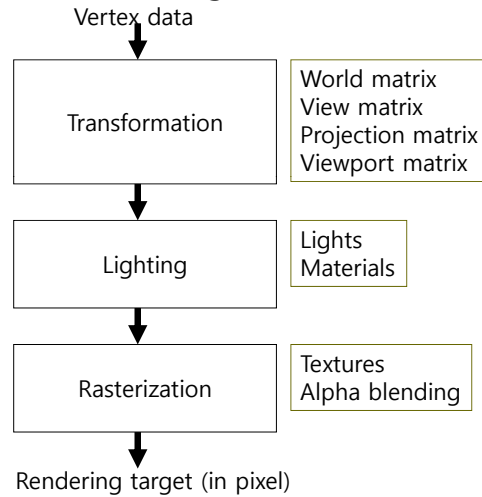 Vertex data
Transformation
World matrix
View matrix
Projection matrix
Viewport matrix
Lighting
Lights
Materials
Rasterization
Textures
Alpha blending
Rendering target (in pixel)